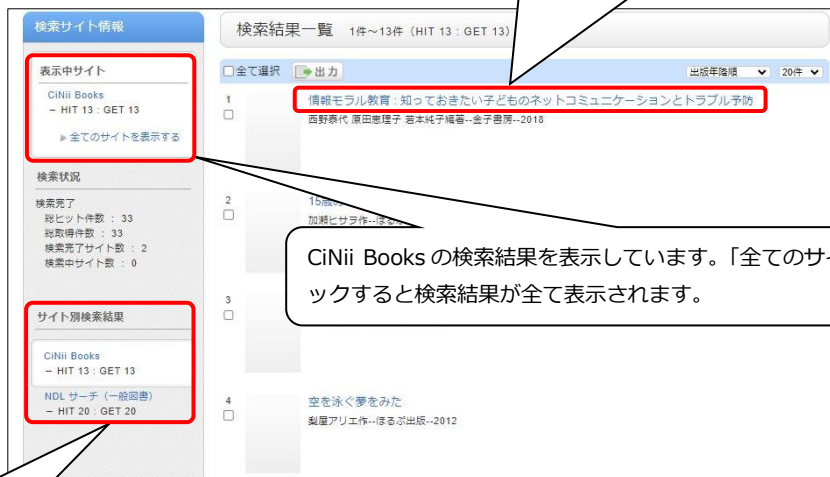 検索サイト情報
検索結果一覧 1件～13件（HIT 13 : GET 13）
表示中サイト
CiNii Books
– HIT 13 : GET 13
全てのサイトを表示する
全て選択 出力 出版年降順 20件
1
情報モラル教育 : 知っておきたい子どものネットコミュニケーションとトラブル予防
西野泰代 原田恵理子 若本純子編著--金子書房--2018
検索状況
検索完了
総ヒット件数 : 33
総取得件数 : 33
検索完了サイト数 : 2
検索中サイト数 : 0
2
15歳
加瀬ヒサヲ作--ほる
CiNii Books の検索結果を表示しています。「全てのサ
ックすると検索結果が全て表示されます。
3
サイト別検索結果
CiNii Books
– HIT 13 : GET 13
NDL サーチ（一般図書）
– HIT 20 : GET 20
4
空を泳ぐ夢をみた
梨屋アリエ作--ほるぷ出版--2012